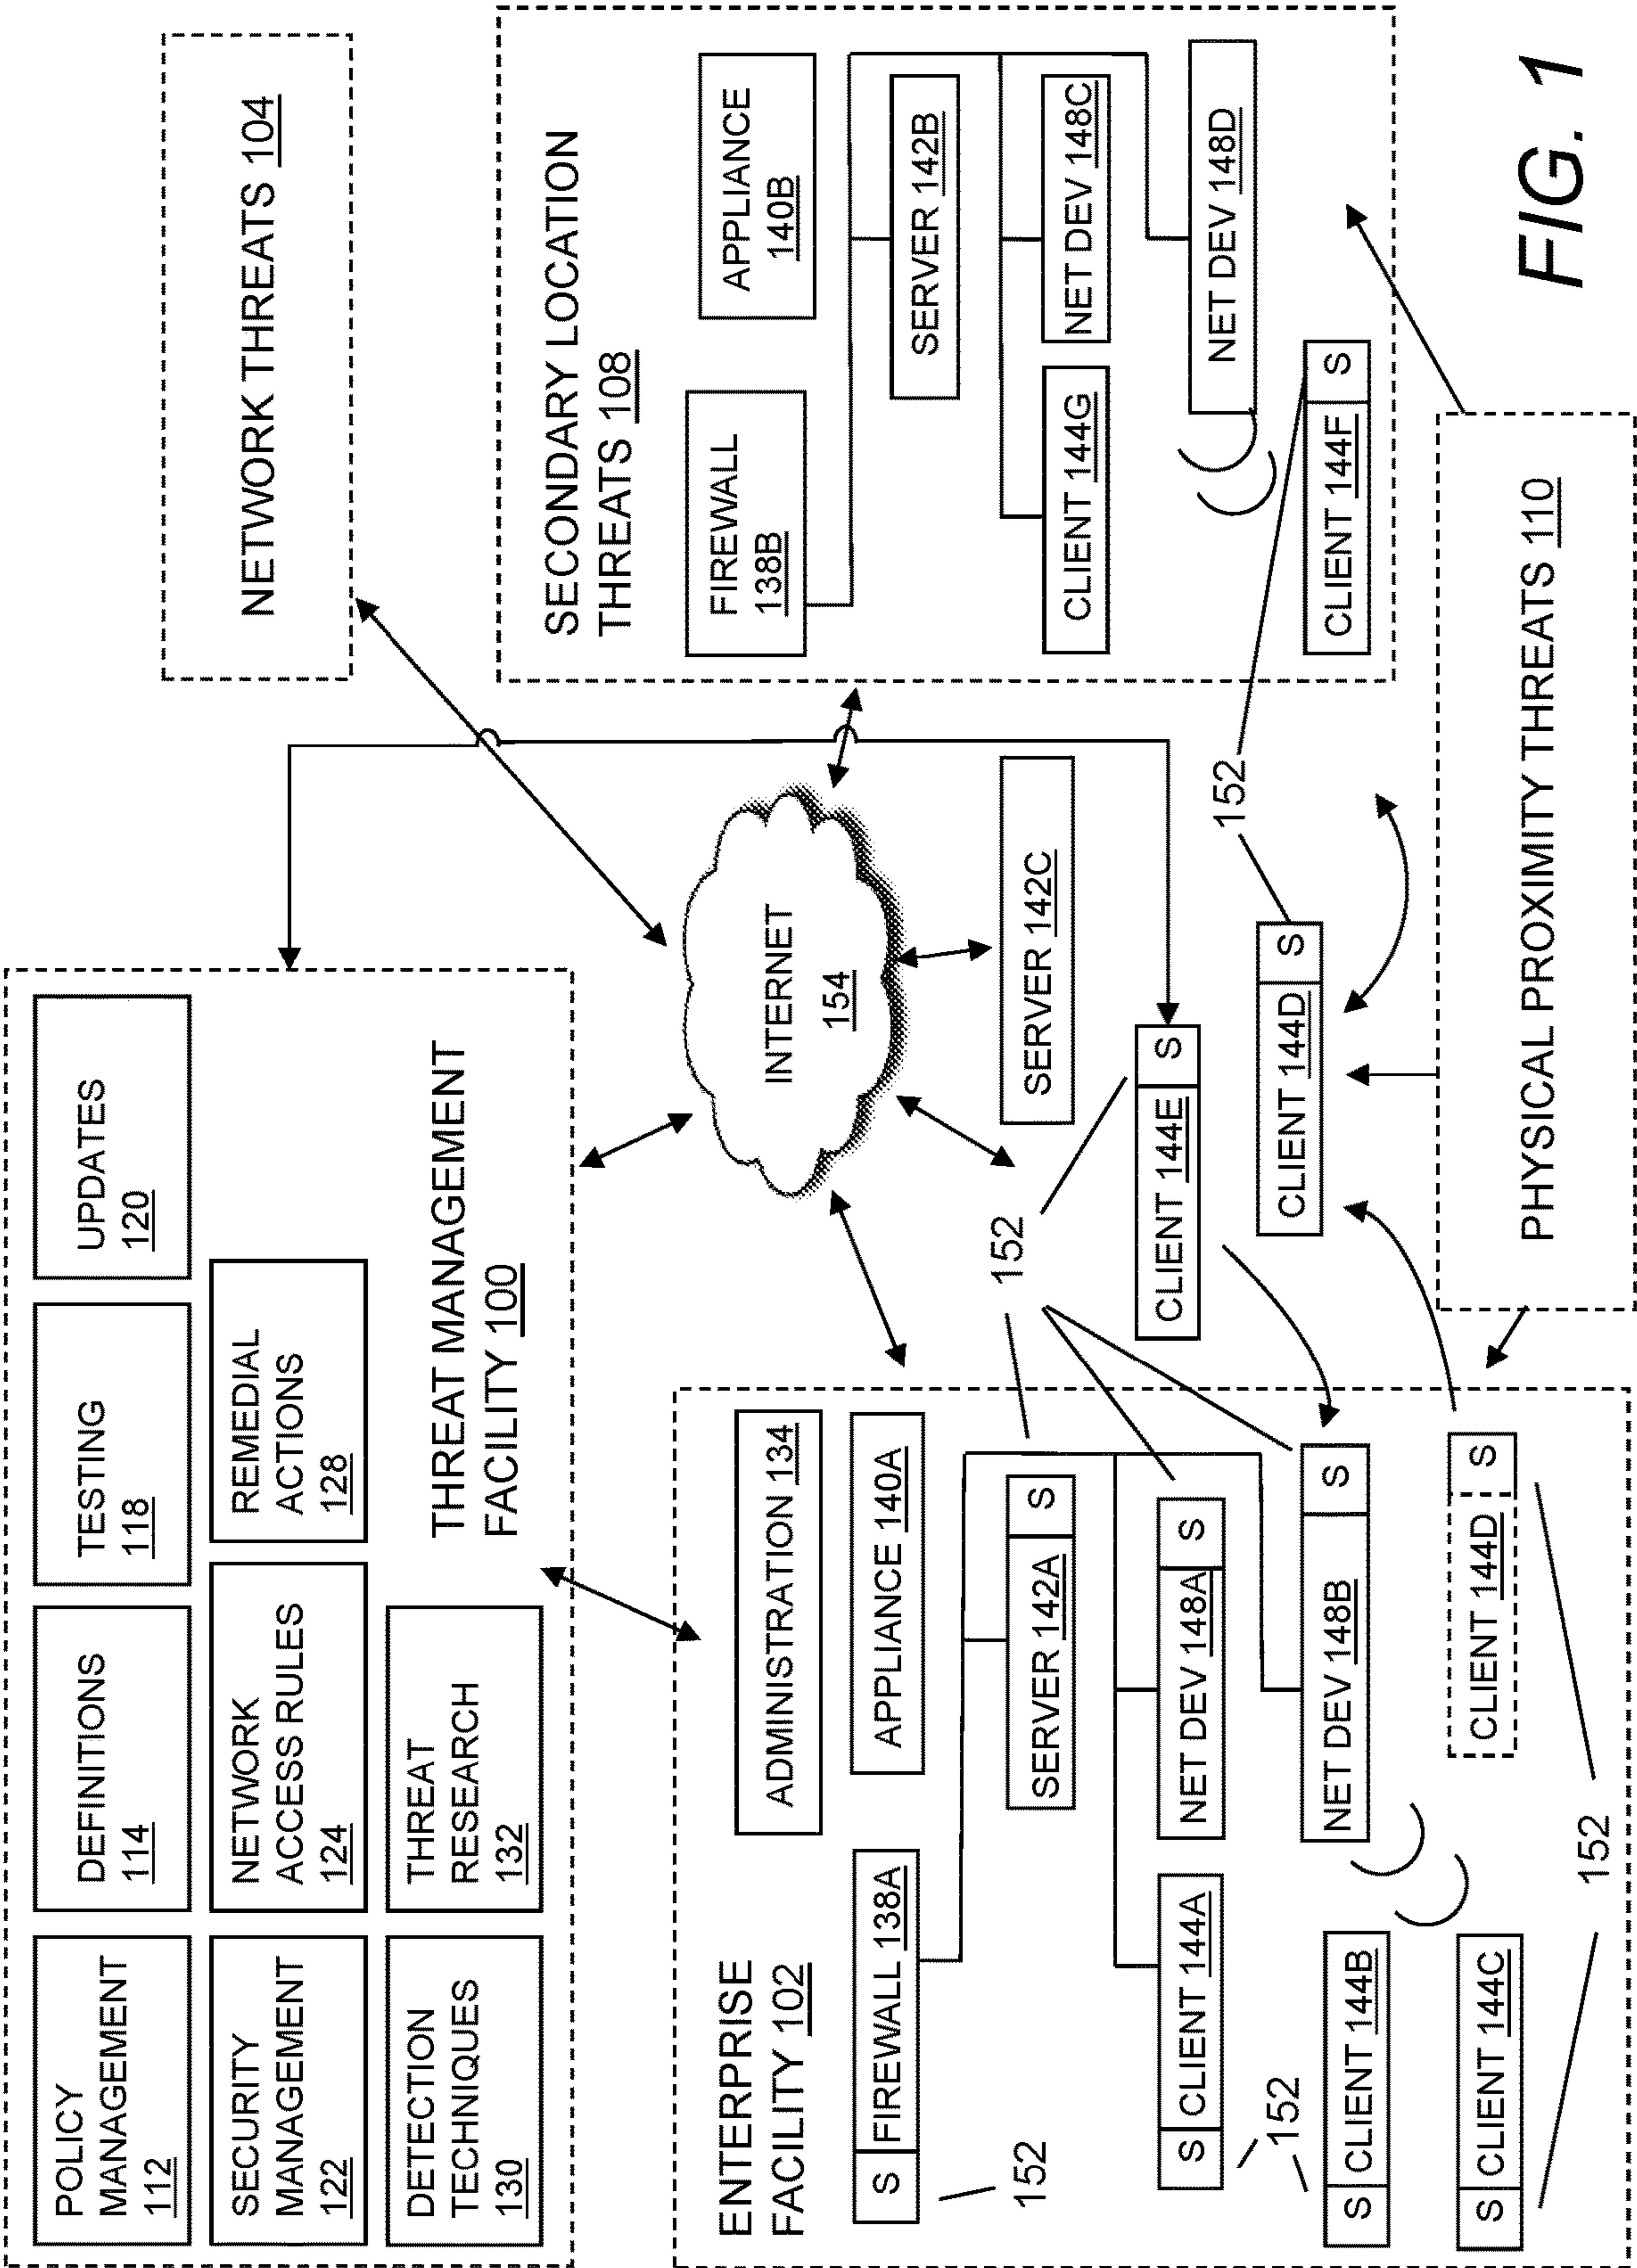 POLICY
MANAGEMENT
112
DEFINITIONS
114
TESTING
118
UPDATES
120
SECURITY
MANAGEMENT
122
NETWORK
ACCESS RULES
124
REMEDIAL
ACTIONS
128
DETECTION
TECHNIQUES
130
THREAT
RESEARCH
132
THREAT MANAGEMENT
FACILITY 100
NETWORK THREATS 104
INTERNET
154
ENTERPRISE
FACILITY 102
ADMINISTRATION 134
S FIREWALL 138A
APPLIANCE 140A
152
SERVER 142A S
S CLIENT 144A
NET DEV 148A S
152
S CLIENT 144B
NET DEV 148B S
S CLIENT 144C
CLIENT 144D S
152
152
SERVER 142C
CLIENT 144E S
CLIENT 144D S
152
SECONDARY LOCATION
THREATS 108
FIREWALL
138B
APPLIANCE
140B
SERVER 142B
CLIENT 144G
NET DEV 148C
NET DEV 148D
CLIENT 144F S
PHYSICAL PROXIMITY THREATS 110
FIG. 1